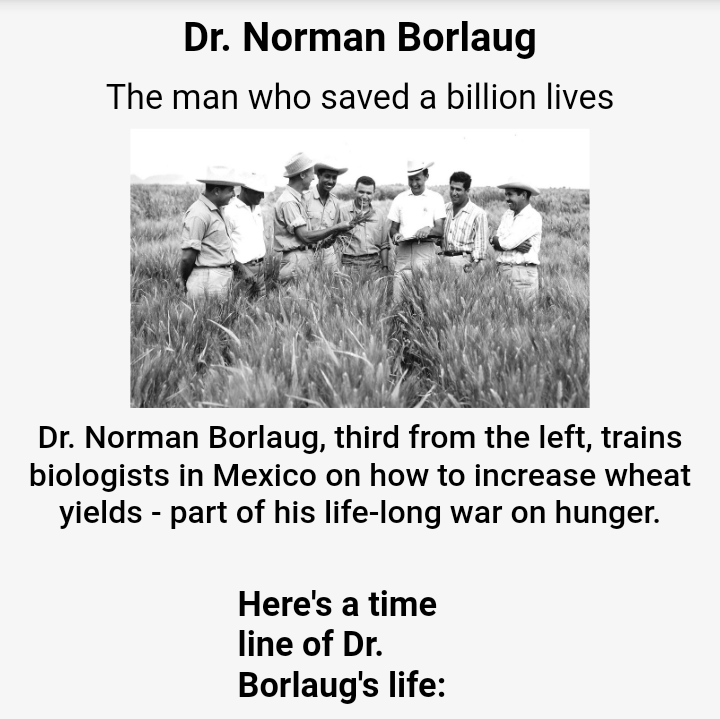 Dr. Norman Borlaug
The man who saved a billion lives
Dr. Norman Borlaug, third from the left, trains
biologists in Mexico on how to increase wheat
yields - part of his life-long war on hunger.
Here's a time
line of Dr.
Borlaug's life: